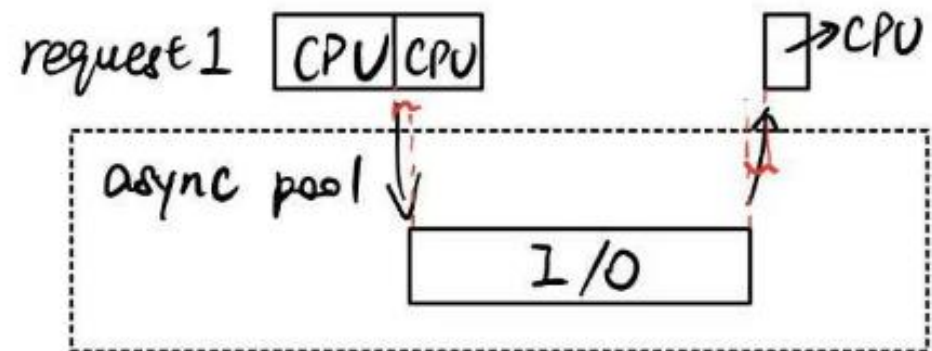 request 1 CPU CPU CPU
async pool
I/O